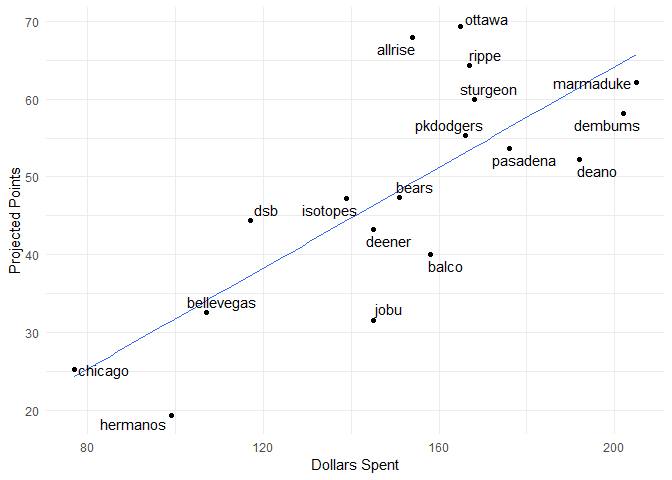 70
ottawa
allrise
rippe
marmaduke
sturgeon
60
pkdodgers
dembums
pasadena
deano
50
bears
dsb
isotopes
deener
40
balco
bellevegas
jobu
30
chicago
20
hermanos
80
120
160
200
Dollars Spent
Projected Points